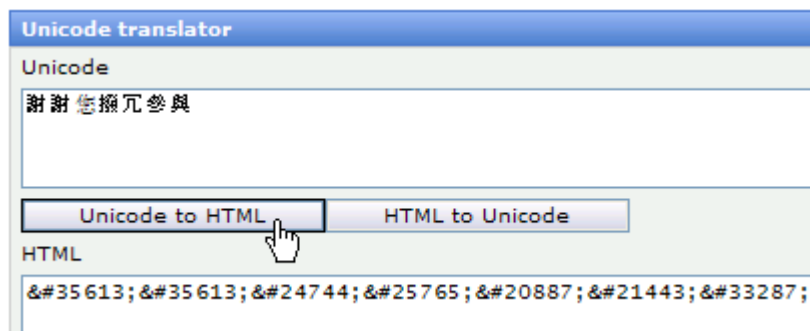 Unicode translator
Unicode
謝謝您撥冗參與
Unicode to HTML HTML to Unicode
HTML
&#35613;&#35613;&#24744;&#25765;&#20887;&#21443;&#33287;